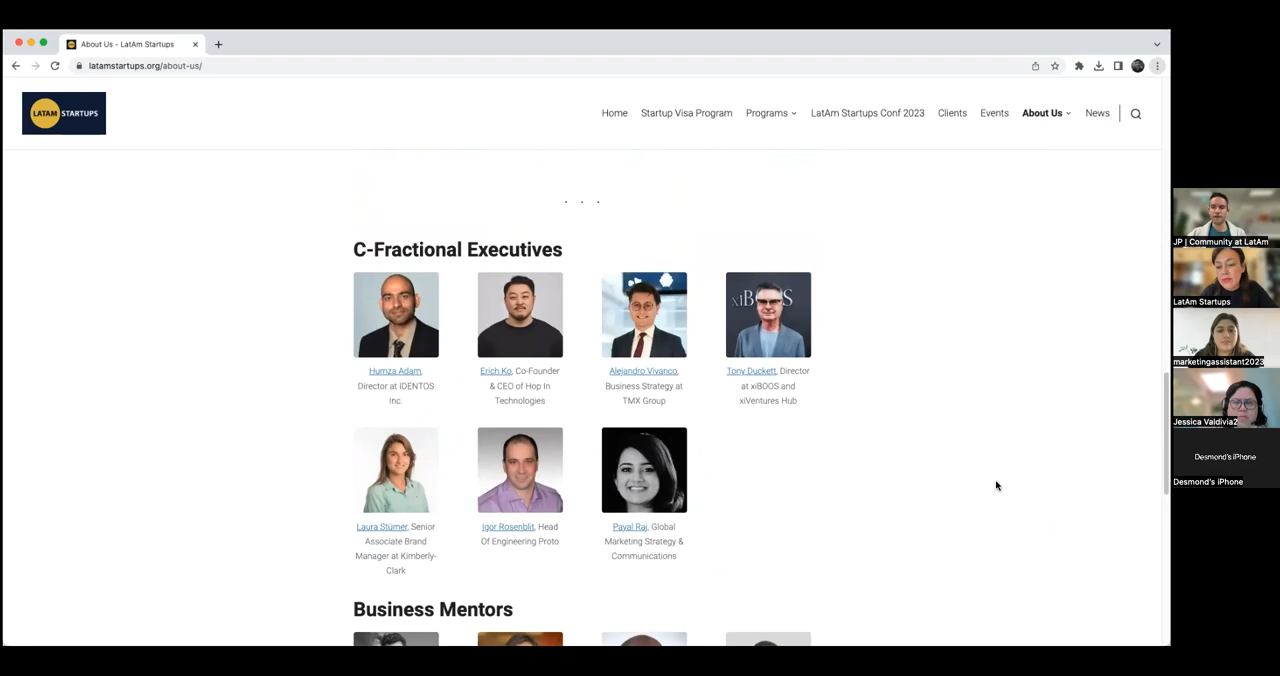 About Us - LatAm Startups
latamstartups.org/about-us/
LATAM STARTUPS
Home Startup Visa Program Programs LatAm Startups Conf 2023 Clients Events About Us News
. . .
C-Fractional Executives
xiBOOS
Humza Adam,
Director at IDENTOS
Inc.
Erich Ko, Co-Founder
& CEO of Hop In
Technologies
Alejandro Vivanco,
Business Strategy at
TMX Group
Tony Duckett, Director
at xiBOOS and
xiVentures Hub
Laura Stümer, Senior
Associate Brand
Manager at Kimberly-
Clark
Igor Rosenblit, Head
Of Engineering Proto
Payal Raj, Global
Marketing Strategy &
Communications
Business Mentors
JP | Community at LatAm
LatAm Startups
marketingassistant2023
Jessica Valdivia2
Desmond's iPhone
Desmond's iPhone